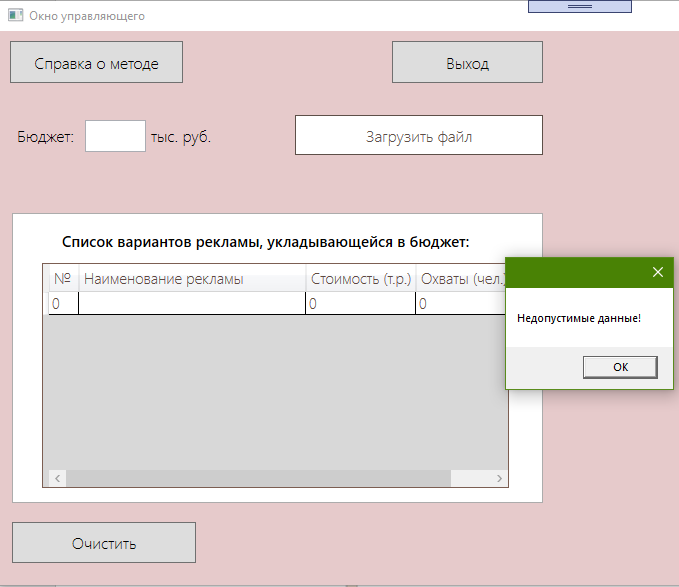 Окно управляющего
Справка о методе
Выход
Бюджет: тыс. руб.
Загрузить файл
Список вариантов рекламы, укладывающейся в бюджет:
№ Наименование рекламы Стоимость (т.р.) Охваты (чел.)
0 0 0
Недопустимые данные!
OK
Очистить